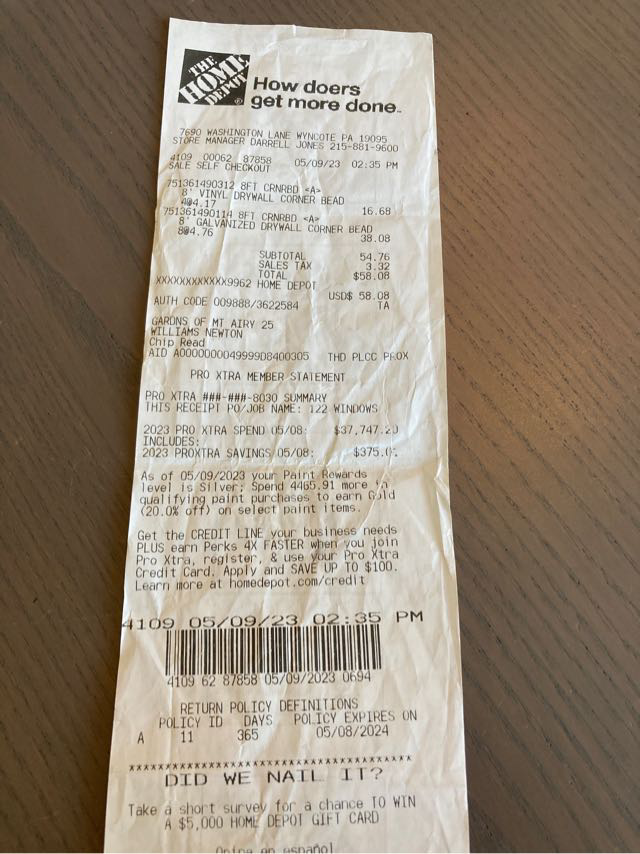 THE
HOME
DEPOT
How doers
get more done.
7690 WASHINGTON LANE WYNCOTE PA 19095
STORE MANAGER DARRELL JONES 215-881-9600
4109 00062 87858 05/09/23 02:35 PM
SALE SELF CHECKOUT
751361490312 8FT CRNRBD <A>
8' VINYL DRYWALL CORNER BEAD
4@4.17 16.68
751361490114 8FT CRNRBD <A>
8' GALVANIZED DRYWALL CORNER BEAD
8@4.76 38.08
SUBTOTAL 54.76
SALES TAX 3.32
TOTAL $58.08
XXXXXXXXXXXX9962 HOME DEPOT
USD$ 58.08
AUTH CODE 009888/3622584 TA
GARDNS OF MT AIRY 25
WILLIAMS NEWTON
Chip Read
AID A0000000049999D8400305 THD PLCC PROX
PRO XTRA MEMBER STATEMENT
PRO XTRA ###-###-8030 SUMMARY
THIS RECEIPT PO/JOB NAME: 122 WINDOWS
2023 PRO XTRA SPEND 05/08: $37,747.20
INCLUDES:
2023 PROXTRA SAVINGS 05/08:
As of 05/09/2023 your Paint Rewards
level is Silver; Spend 4465.91 more in
qualifying paint purchases to earn Gold
(20.0% off) on select paint items.
Get the CREDIT LINE your business needs
PLUS earn Perks 4X FASTER when you join
Pro Xtra, register, & use your Pro Xtra
Credit Card. Apply and SAVE UP TO $100.
Learn more at homedepot.com/credit
4109 05/09/23 02:35 PM
4109 62 87858 05/09/2023 0694
RETURN POLICY DEFINITIONS
POLICY ID DAYS POLICY EXPIRES ON
A 11 365 05/08/2024
****************************************
DID WE NAIL IT?
Take a short survey for a chance TO WIN
A $5,000 HOME DEPOT GIFT CARD
Opine en español